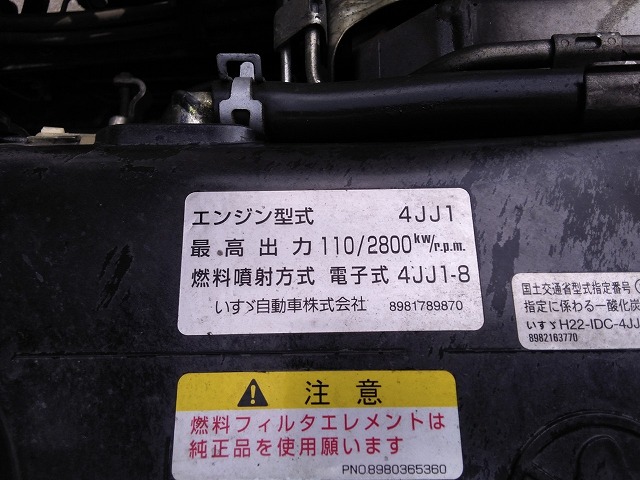 エンジン型式 4JJ1
最高出力 110/2800kW/r.p.m.
燃料噴射方式 電子式 4JJ1-8
いすゞ自動車株式会社 8981789870
国土交通省型式指定番号
指定に係わる一酸化炭
いすゞH22-IDC-4JJ
8982163770
注意
燃料フィルタエレメントは
純正品を使用願います
PNO8980365360